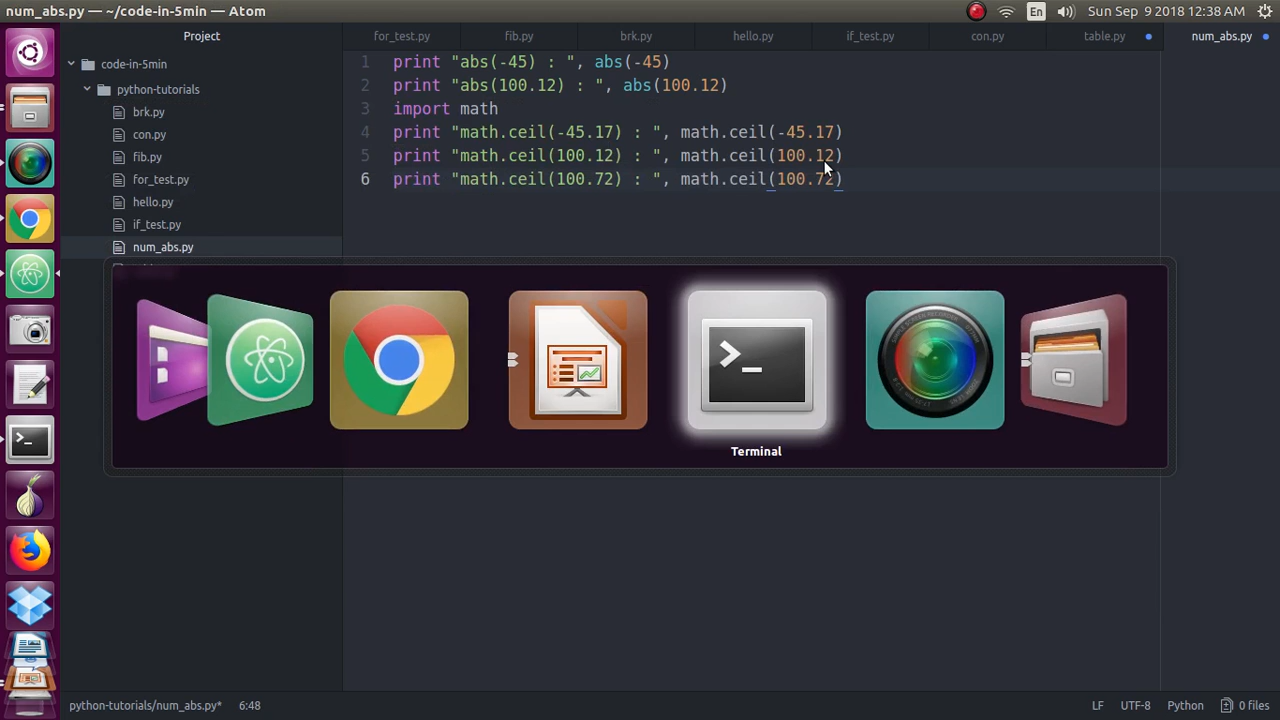 num_abs.py — ~/code-in-5min — Atom
En
Sun Sep 9 2018 12:38 AM
Project
for_test.py
fib.py
brk.py
hello.py
if_test.py
con.py
table.py
num_abs.py
code-in-5min
python-tutorials
brk.py
con.py
fib.py
for_test.py
hello.py
if_test.py
num_abs.py
1 print "abs(-45) : ", abs(-45)
2 print "abs(100.12) : ", abs(100.12)
3 import math
4 print "math.ceil(-45.17) : ", math.ceil(-45.17)
5 print "math.ceil(100.12) : ", math.ceil(100.12)
6 print "math.ceil(100.72) : ", math.ceil(100.72)
Terminal
python-tutorials/num_abs.py* 6:48
LF UTF-8 Python 0 files